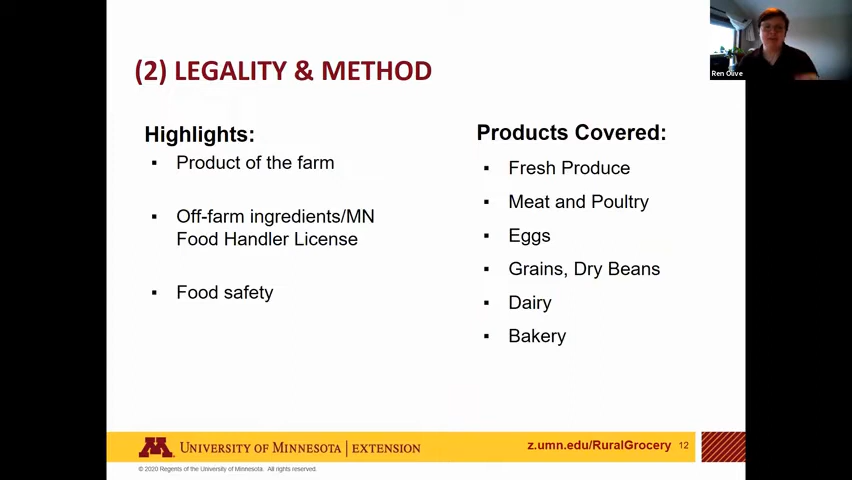 (2) LEGALITY & METHOD
Highlights:
▪ Product of the farm
▪ Off-farm ingredients/MN
Food Handler License
▪ Food safety
Products Covered:
▪ Fresh Produce
▪ Meat and Poultry
▪ Eggs
▪ Grains, Dry Beans
▪ Dairy
▪ Bakery
Ren Olive
M UNIVERSITY OF MINNESOTA | EXTENSION
z.umn.edu/RuralGrocery 12
© 2020 Regents of the University of Minnesota. All rights reserved.